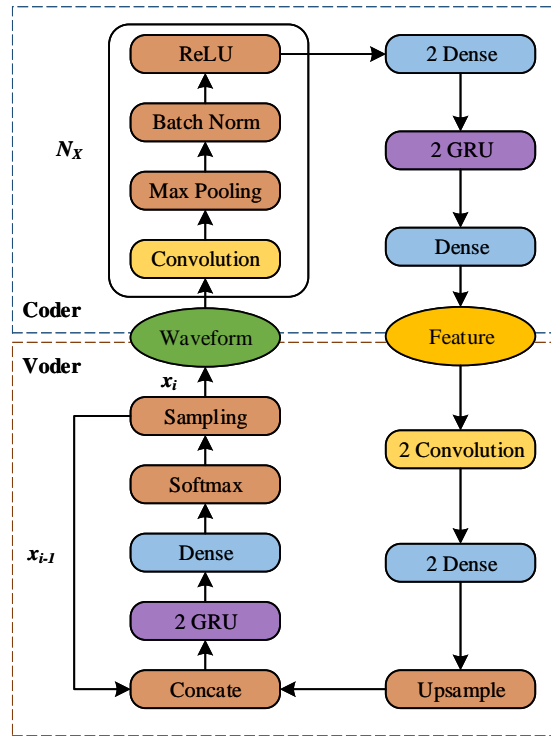 ReLU
2 Dense
Batch Norm
2 GRU
N_X
Max Pooling
Dense
Convolution
Coder
Waveform
Feature
Voder
x_i
Sampling
2 Convolution
Softmax
x_{i-1}
Dense
2 Dense
2 GRU
Concate
Upsample